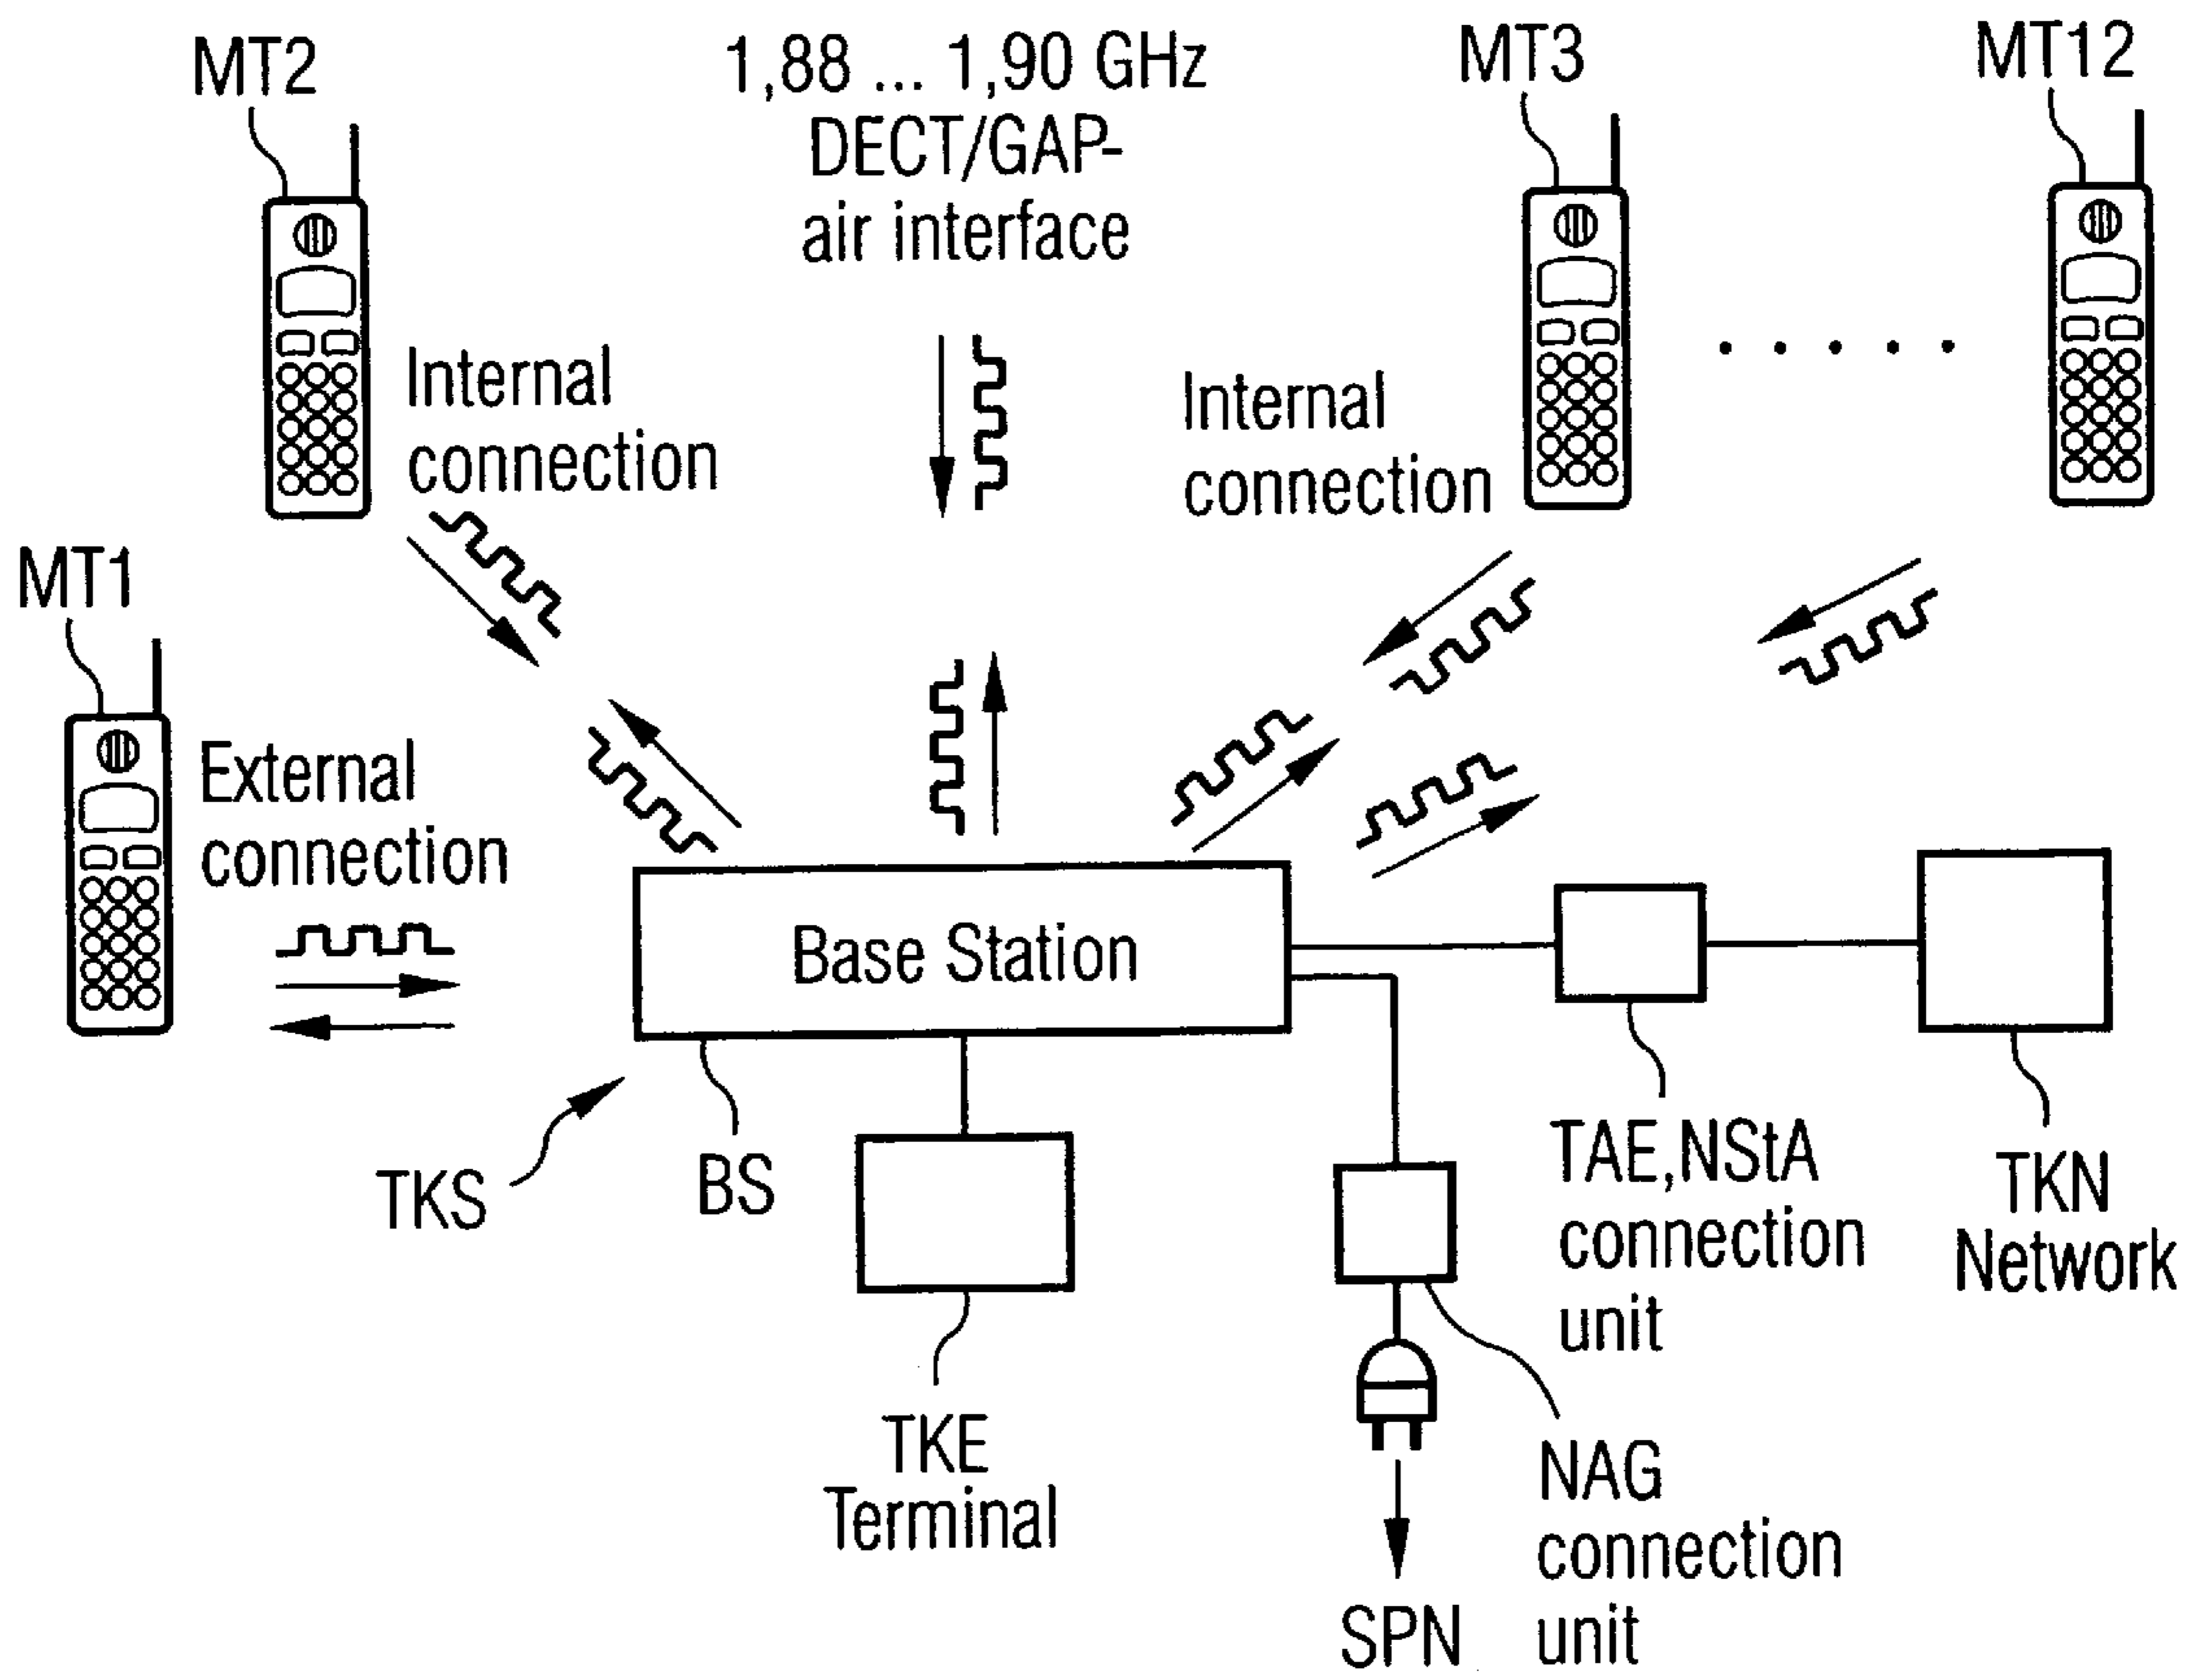 MT2
1,88 ... 1,90 GHz
DECT/GAP-
air interface
MT3
MT12
Internal
connection
Internal
connection
MT1
External
connection
Base Station
TKS
BS
TAE,NStA
connection
unit
TKN
Network
TKE
Terminal
NAG
connection
unit
SPN